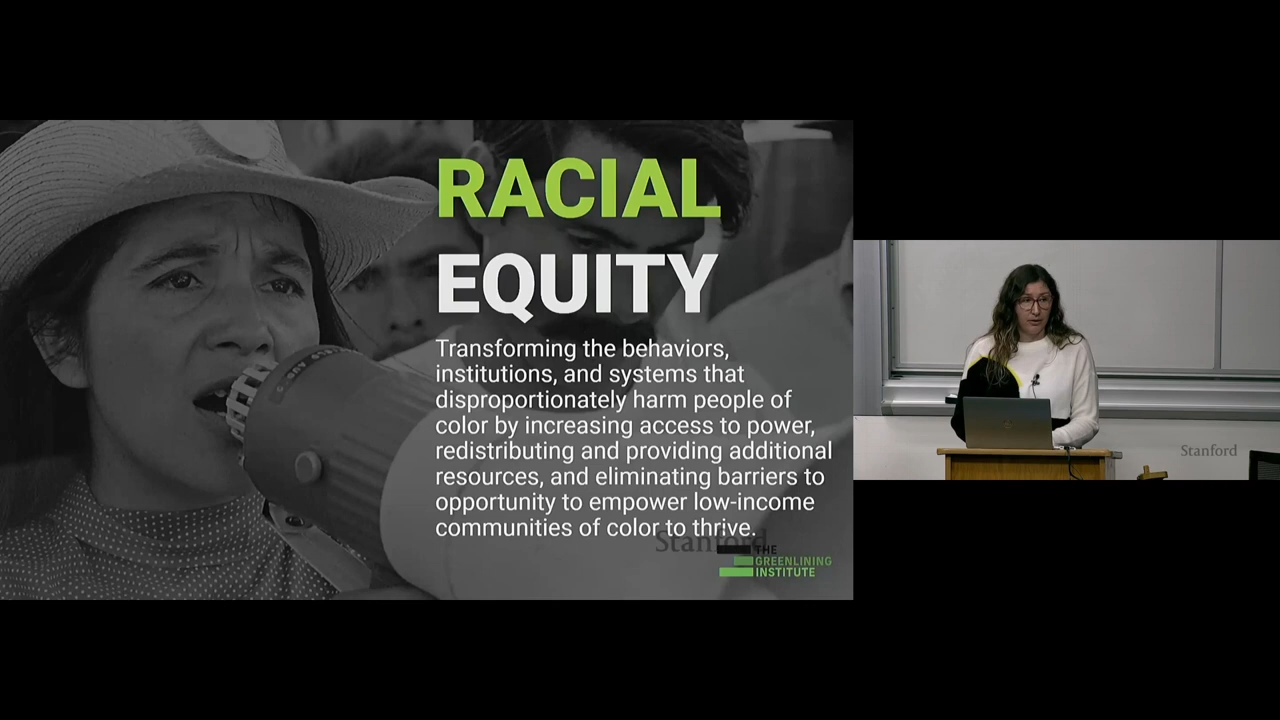 RACIAL
EQUITY
Transforming the behaviors,
institutions, and systems that
disproportionately harm people of
color by increasing access to power,
redistributing and providing additional
resources, and eliminating barriers to
opportunity to empower low-income
communities of color to thrive.
Stanford
THE
GREENLINING
INSTITUTE
Stanford